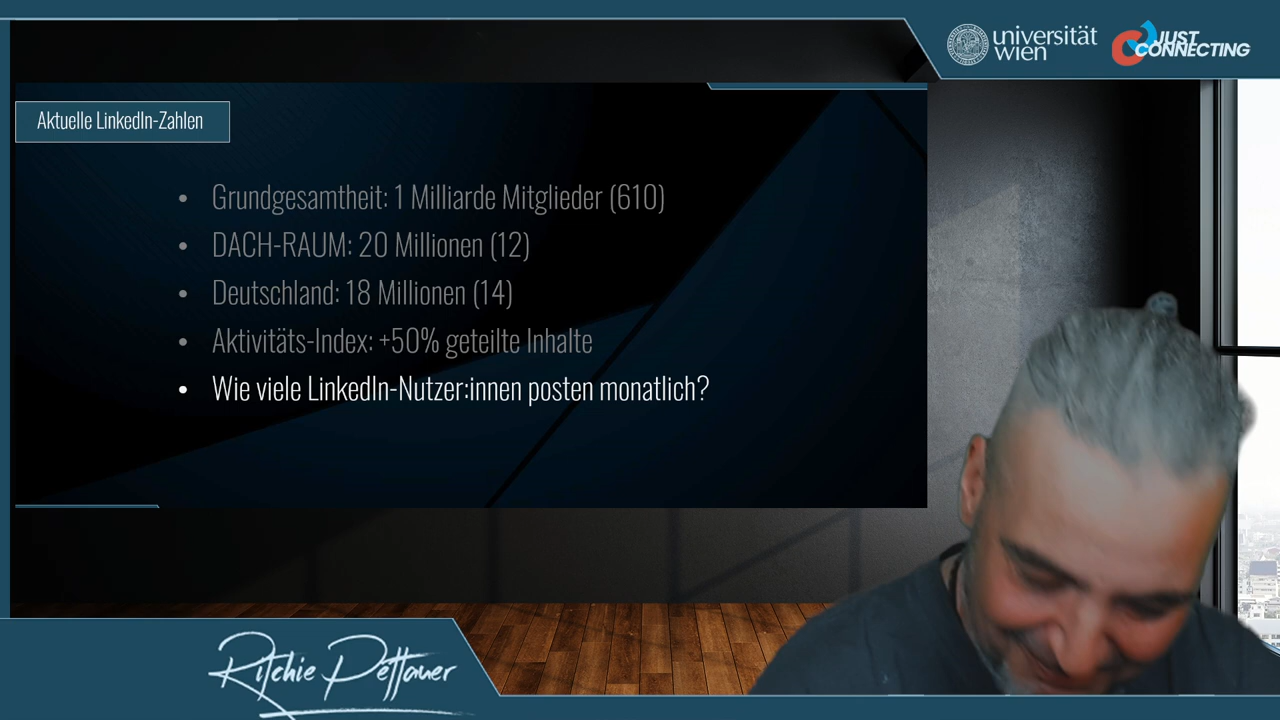 universität
wien
JUST
CONNECTING
Aktuelle LinkedIn-Zahlen
Grundgesamtheit: 1 Milliarde Mitglieder (610)
DACH-RAUM: 20 Millionen (12)
Deutschland: 18 Millionen (14)
Aktivitäts-Index: +50% geteilte Inhalte
Wie viele LinkedIn-Nutzer:innen posten monatlich?
Ritchie Pettauer